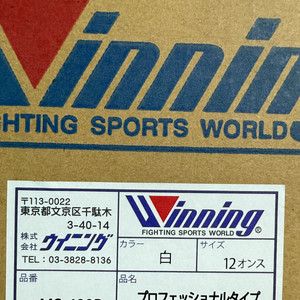 Winning
FIGHTING SPORTS WORLD
〒113-0022
東京都文京区千駄木
3-40-14
株式会社 ウイニング
TEL : 03-3828-8136
Winning®
FIGHTING SPORTS WORLD
カラー
サイズ
白
12オンス
品番
品名
プロフェッショナルタイプ